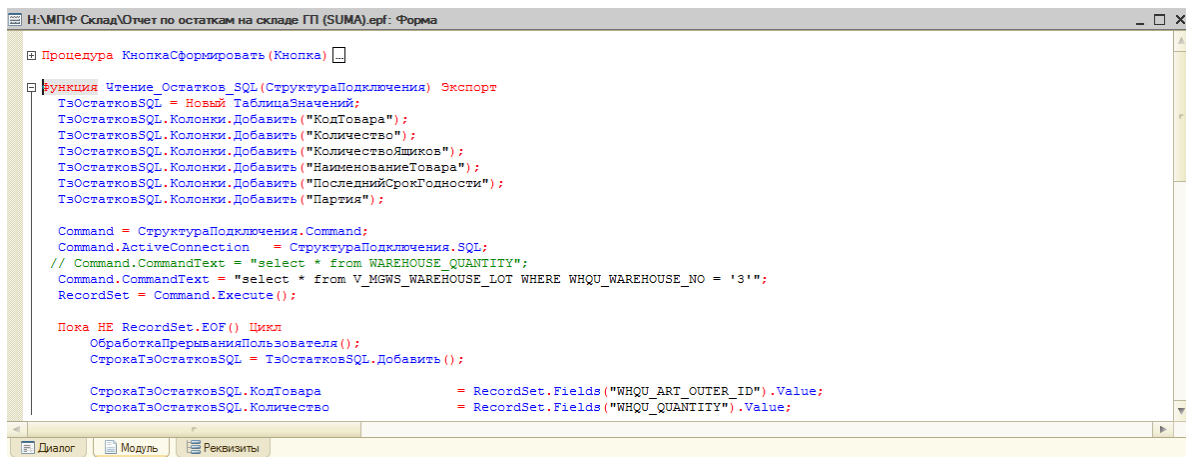 H:\МПФ Склад\Отчет по остаткам на складе ГП (SUMA).epf: Форма
Процедура КнопкаСформировать(Кнопка) ...
Функция Чтение_Остатков_SQL(СтруктураПодключения) Экспорт
ТзОстатковSQL = Новый ТаблицаЗначений;
ТзОстатковSQL.Колонки.Добавить("КодТовара");
ТзОстатковSQL.Колонки.Добавить("Количество");
ТзОстатковSQL.Колонки.Добавить("КоличествоЯщиков");
ТзОстатковSQL.Колонки.Добавить("НаименованиеТовара");
ТзОстатковSQL.Колонки.Добавить("ПоследнийСрокГодности");
ТзОстатковSQL.Колонки.Добавить("Партия");
Command = СтруктураПодключения.Command;
Command.ActiveConnection = СтруктураПодключения.SQL;
// Command.CommandText = "select * from WAREHOUSE_QUANTITY";
Command.CommandText = "select * from V_MGWS_WAREHOUSE_LOT WHERE WHQU_WAREHOUSE_NO = '3'";
RecordSet = Command.Execute();
Пока НЕ RecordSet.EOF() Цикл
ОбработкаПрерыванияПользователя();
СтрокаТзОстатковSQL = ТзОстатковSQL.Добавить();
СтрокаТзОстатковSQL.КодТовара = RecordSet.Fields("WHQU_ART_OUTER_ID").Value;
СтрокаТзОстатковSQL.Количество = RecordSet.Fields("WHQU_QUANTITY").Value;
Диалог Модуль Реквизиты